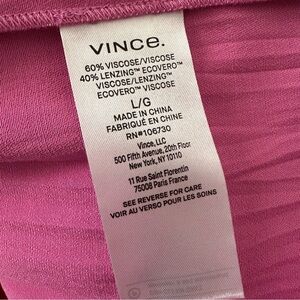 VINCE.
60% VISCOSE/VISCOSE
40% LENZING™ ECOVERO™
VISCOSE/LENZING™
ECOVERO™ VISCOSE
L/G
MADE IN CHINA
FABRIQUÉ EN CHINE
RN#106730
Vince, LLC
500 Fifth Avenue, 20th Floor
New York, NY 10110
11 Rue Saint Florentin
75008 Paris France
SEE REVERSE FOR CARE
VOIR AU VERSO POUR LES SOINS